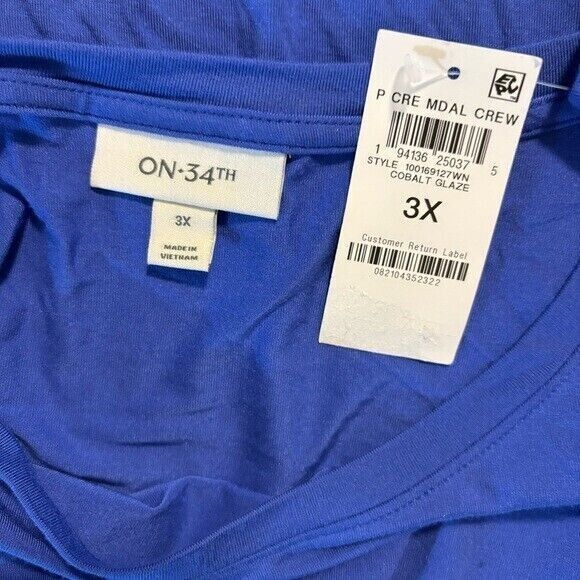 ON·34TH
3X
MADE IN
VIETNAM
P CRE MDAL CREW
1 94136 25037 5
STYLE 100169127WN
COBALT GLAZE
3X
Customer Return Label
082104352322